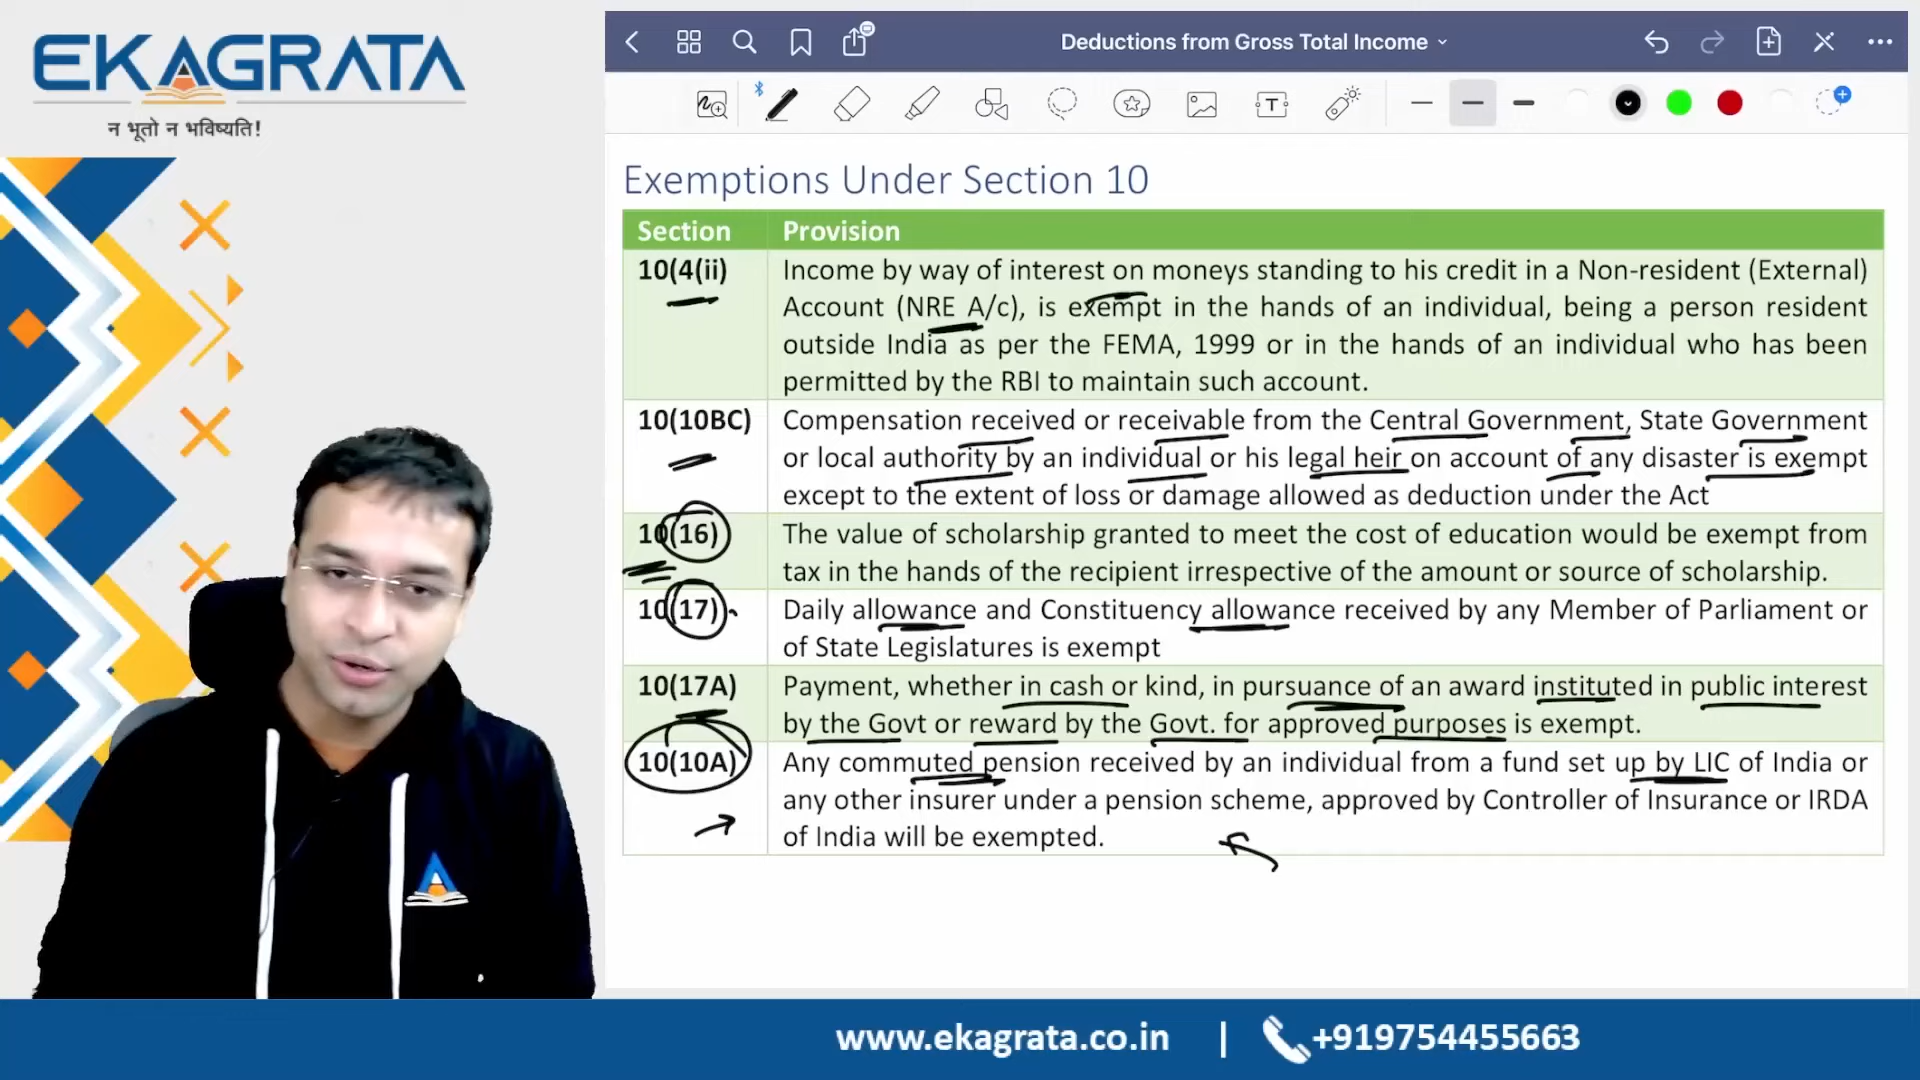 EKAGRATA
न भूतो न भविष्यति!
Deductions from Gross Total Income
T
Exemptions Under Section 10
Section Provision
10(4(ii) Income by way of interest on moneys standing to his credit in a Non-resident (External)
Account (NRE A/c), is exempt in the hands of an individual, being a person resident
outside India as per the FEMA, 1999 or in the hands of an individual who has been
permitted by the RBI to maintain such account.
10(10BC) Compensation received or receivable from the Central Government, State Government
or local authority by an individual or his legal heir on account of any disaster is exempt
except to the extent of loss or damage allowed as deduction under the Act
10(16) The value of scholarship granted to meet the cost of education would be exempt from
tax in the hands of the recipient irrespective of the amount or source of scholarship.
10(17) Daily allowance and Constituency allowance received by any Member of Parliament or
of State Legislatures is exempt
10(17A) Payment, whether in cash or kind, in pursuance of an award instituted in public interest
by the Govt or reward by the Govt. for approved purposes is exempt.
10(10A) Any commuted pension received by an individual from a fund set up by LIC of India or
any other insurer under a pension scheme, approved by Controller of Insurance or IRDA
of India will be exempted.
www.ekagrata.co.in | +919754455663